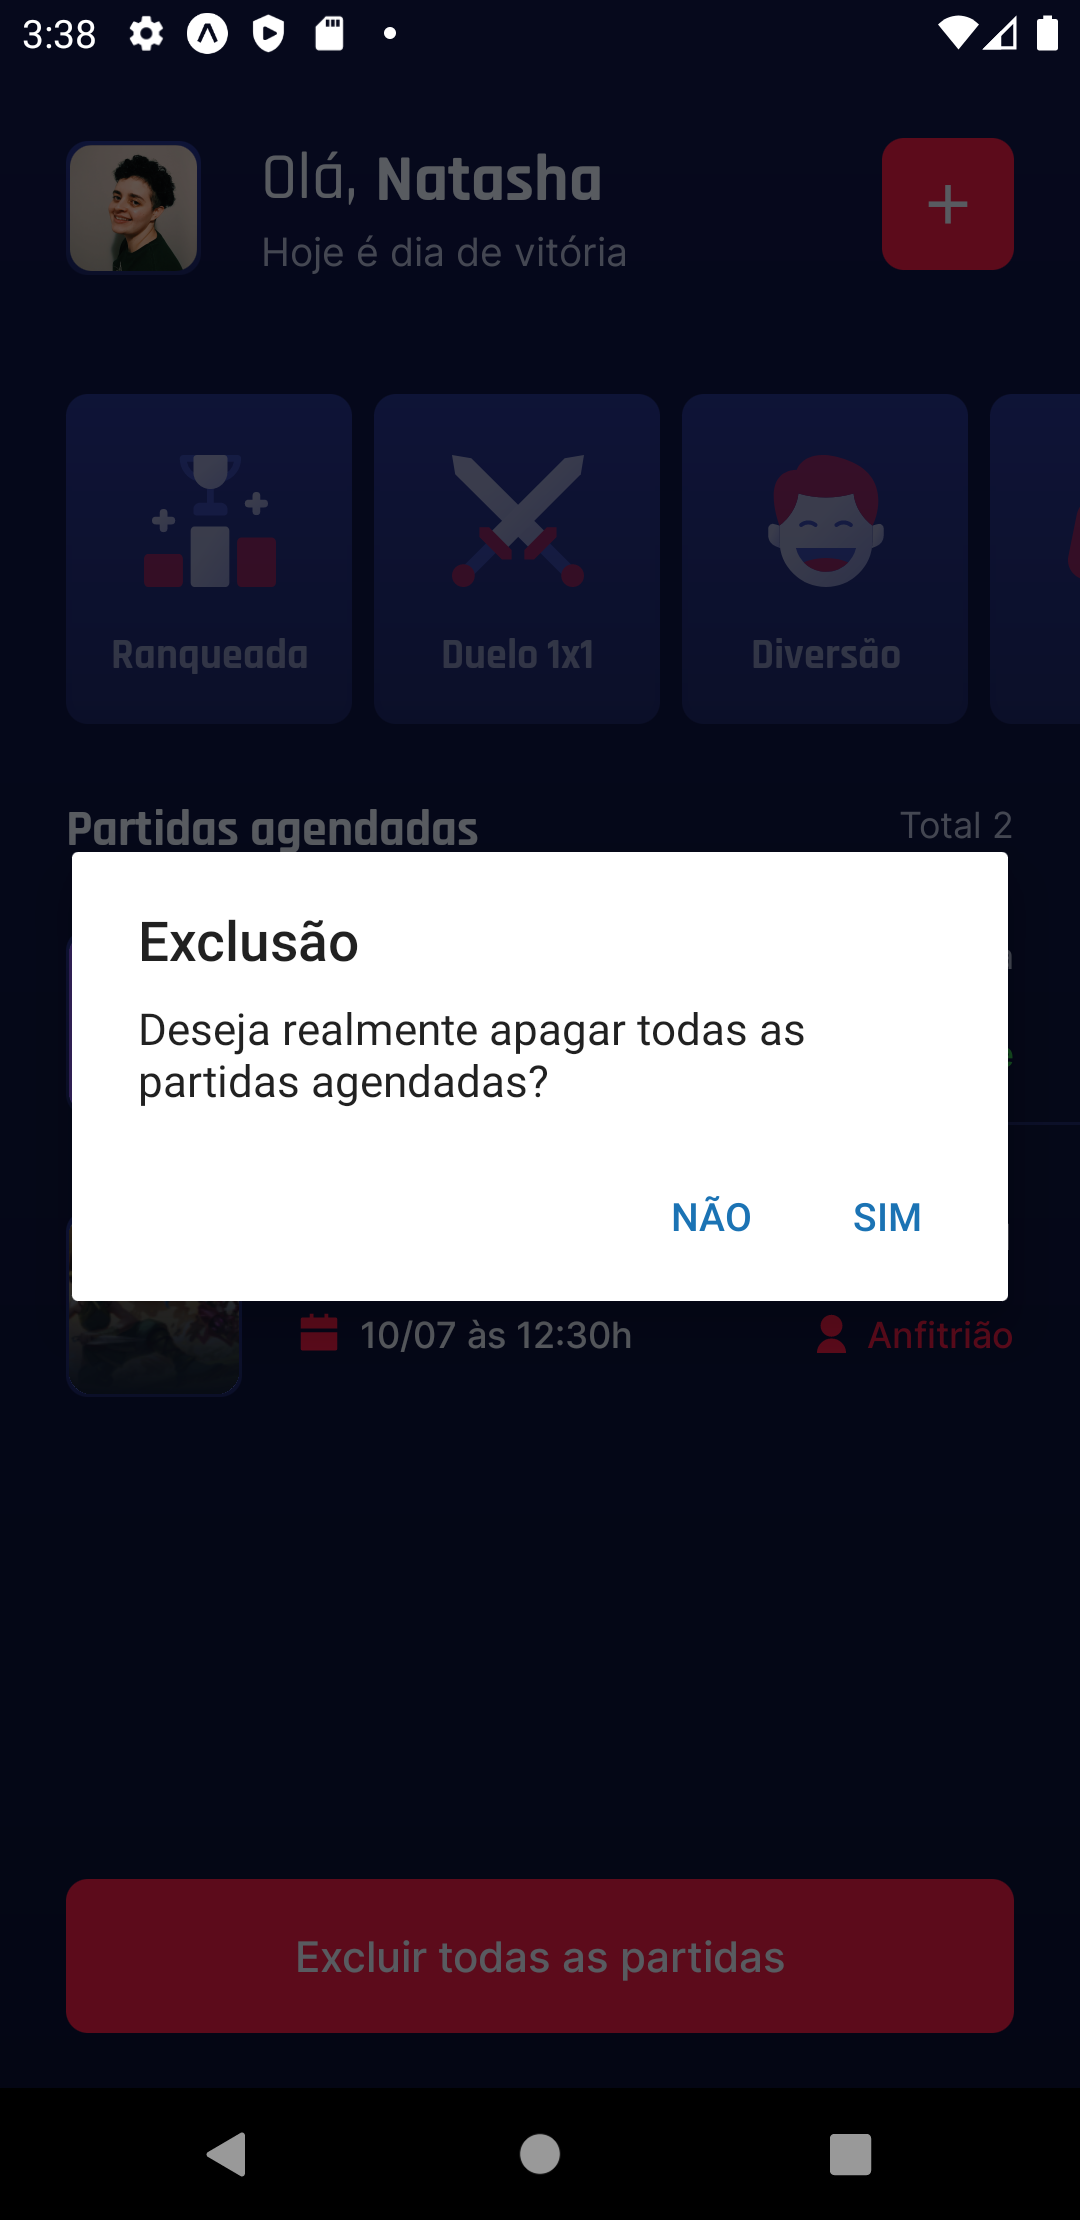 3:38
Olá, Natasha
Hoje é dia de vitória
Ranqueada
Duelo 1x1
Diversão
Partidas agendadas
Total 2
Exclusão
Deseja realmente apagar todas as
partidas agendadas?
NÃO
SIM
10/07 às 12:30h
Anfitrião
Excluir todas as partidas